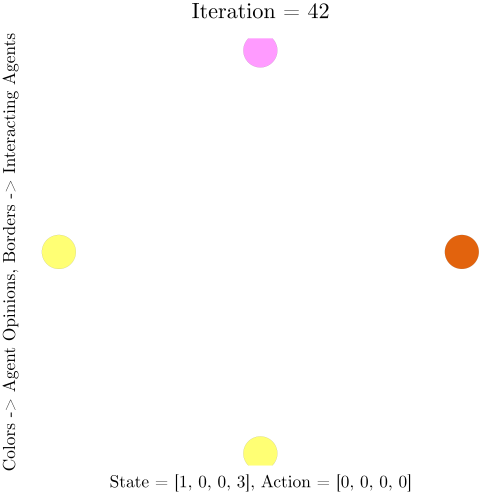 Iteration = 42
Colors -> Agent Opinions, Borders -> Interacting Agents
State = [1, 0, 0, 3], Action = [0, 0, 0, 0]